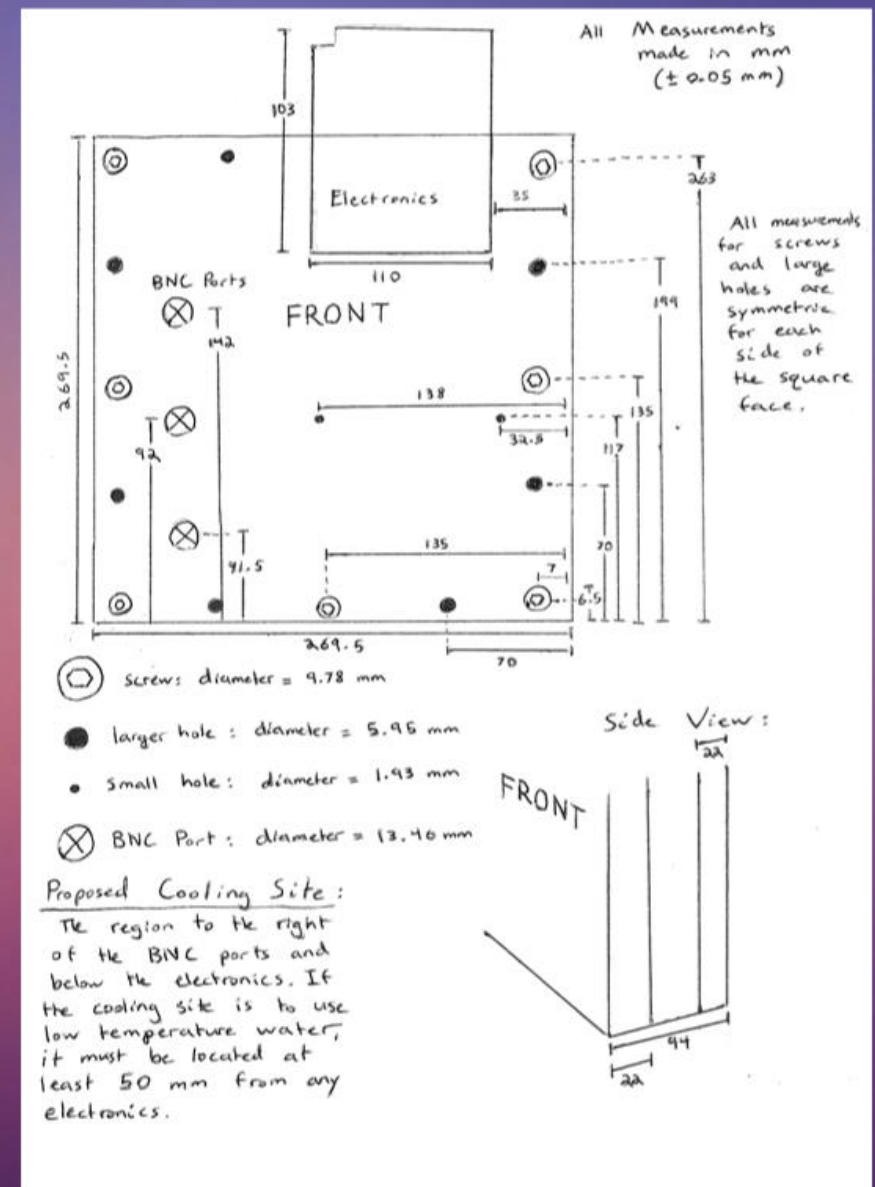 All Measurements
made in mm
(± 0.05 mm)
103
263
Electronics
35
All measurements
for screws
and large
holes are
symmetric
for each
side of
the square
face.
110
BNC Ports
199
FRONT
142
269.5
138
135
32.5
92
117
70
135
41.5
7
6.5
269.5
70
screw: diameter = 9.78 mm
larger hole : diameter = 5.95 mm
small hole: diameter = 1.93 mm
BNC Port: diameter = 13.46 mm
Side View:
22
FRONT
94
22
Proposed Cooling Site:
The region to the right
of the BNC ports and
below the electronics. If
the cooling site is to use
low temperature water,
it must be located at
least 50 mm from any
electronics.